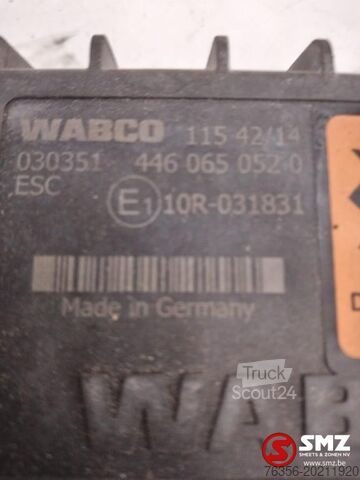 WABCO 115 42/14
030351 446 065 052 0
ESC
E1 10R-031831
Made in Germany
WAB
D
Truck
Scout24
SMZ
SHEETS & ZONEN NV
www.smz.be
76356-20211920